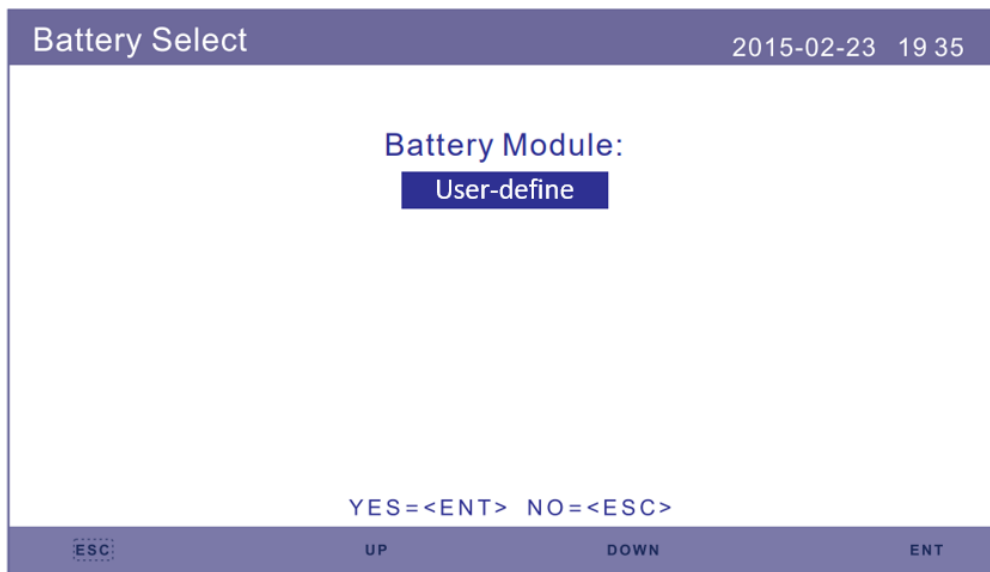 Battery Select
2015-02-23 19 35
Battery Module:
User-define
YES=<ENT> NO=<ESC>
ESC UP DOWN ENT